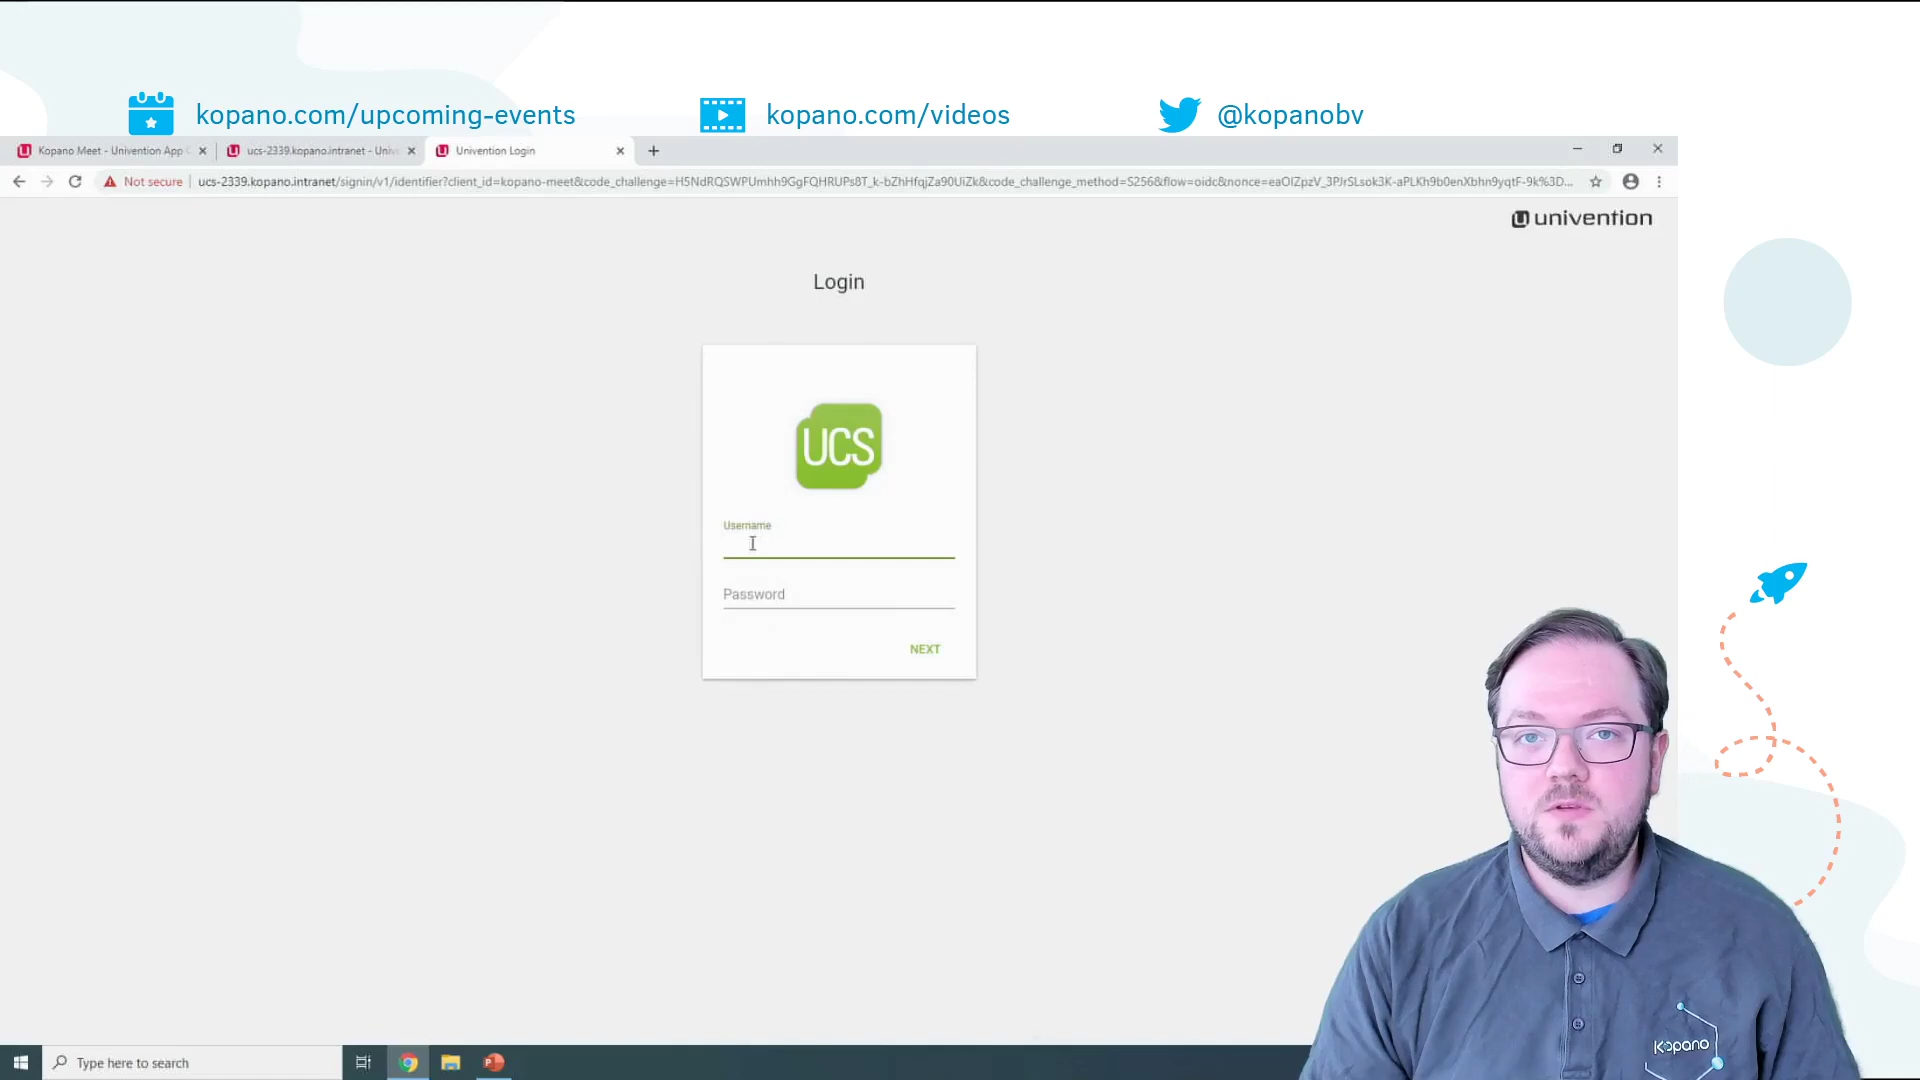 kopano.com/upcoming-events
kopano.com/videos
@kopanobv
Kopano Meet - Univention App
ucs-2339.kopano.intranet - Univ
Univention Login
Not secure
ucs-2339.kopano.intranet/signin/v1/identifier?client_id=kopano-meet&code_challenge=H5NdRQSWPUmhh9GgFQHRUPs8T_k-bZhHfqjZa90UiZk&code_challenge_method=S256&flow=oidc&nonce=eaOIZpzV_3PJrSLsok3K-aPLKh9b0enXbhn9yqtF-9k%3D...
univention
Login
UCS
Username
Password
NEXT
Kopano
Type here to search